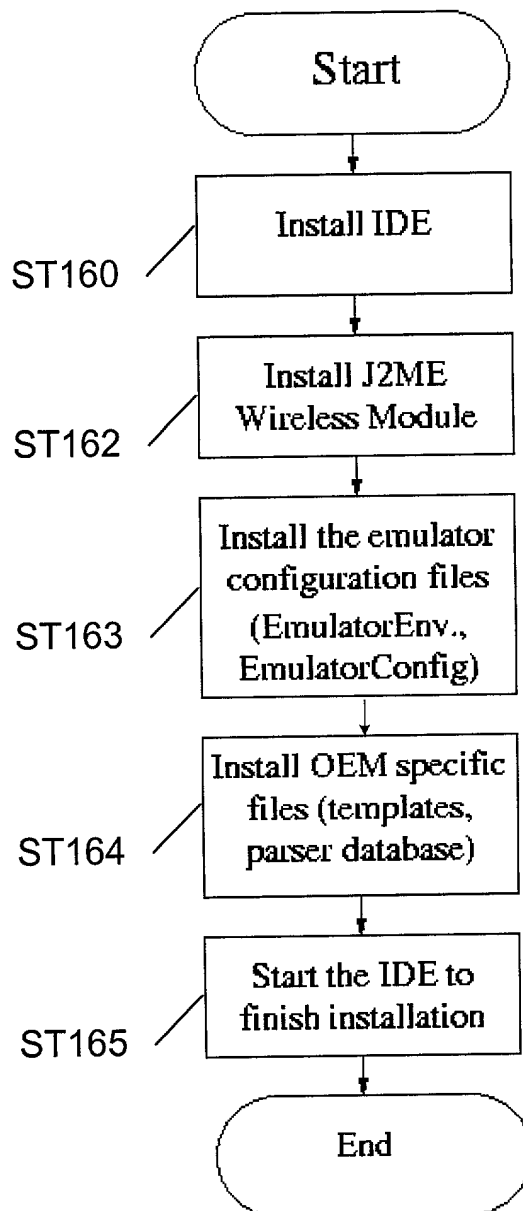 Start
Install IDE
ST160
Install J2ME
Wireless Module
ST162
Install the emulator
configuration files
(EmulatorEnv.,
EmulatorConfig)
ST163
Install OEM specific
files (templates,
parser database)
ST164
Start the IDE to
finish installation
ST165
End